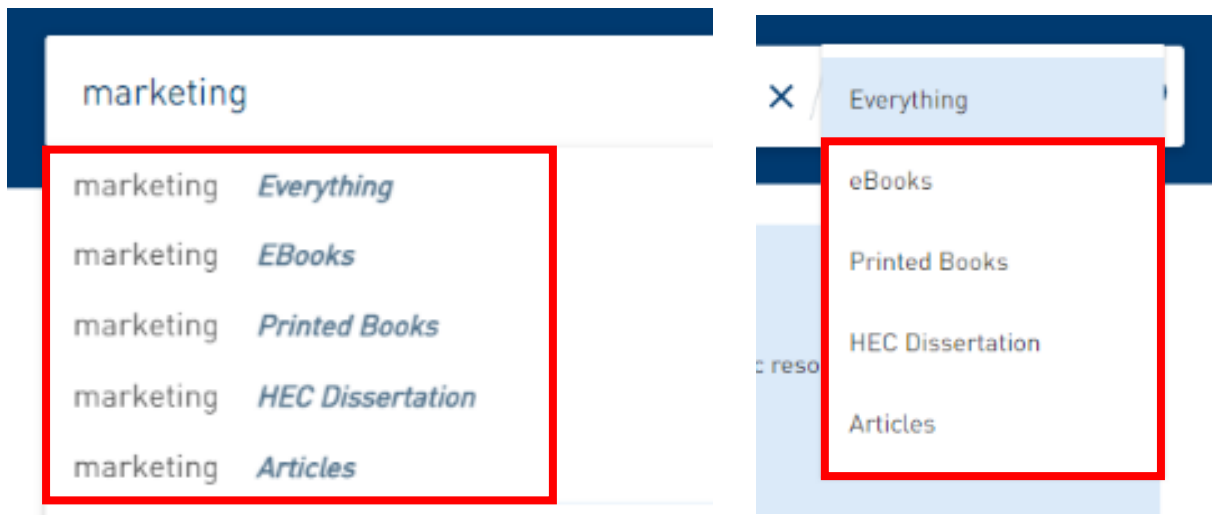 marketing
marketing Everything
marketing EBooks
marketing Printed Books
marketing HEC Dissertation
marketing Articles
Everything
eBooks
Printed Books
HEC Dissertation
c reso
Articles